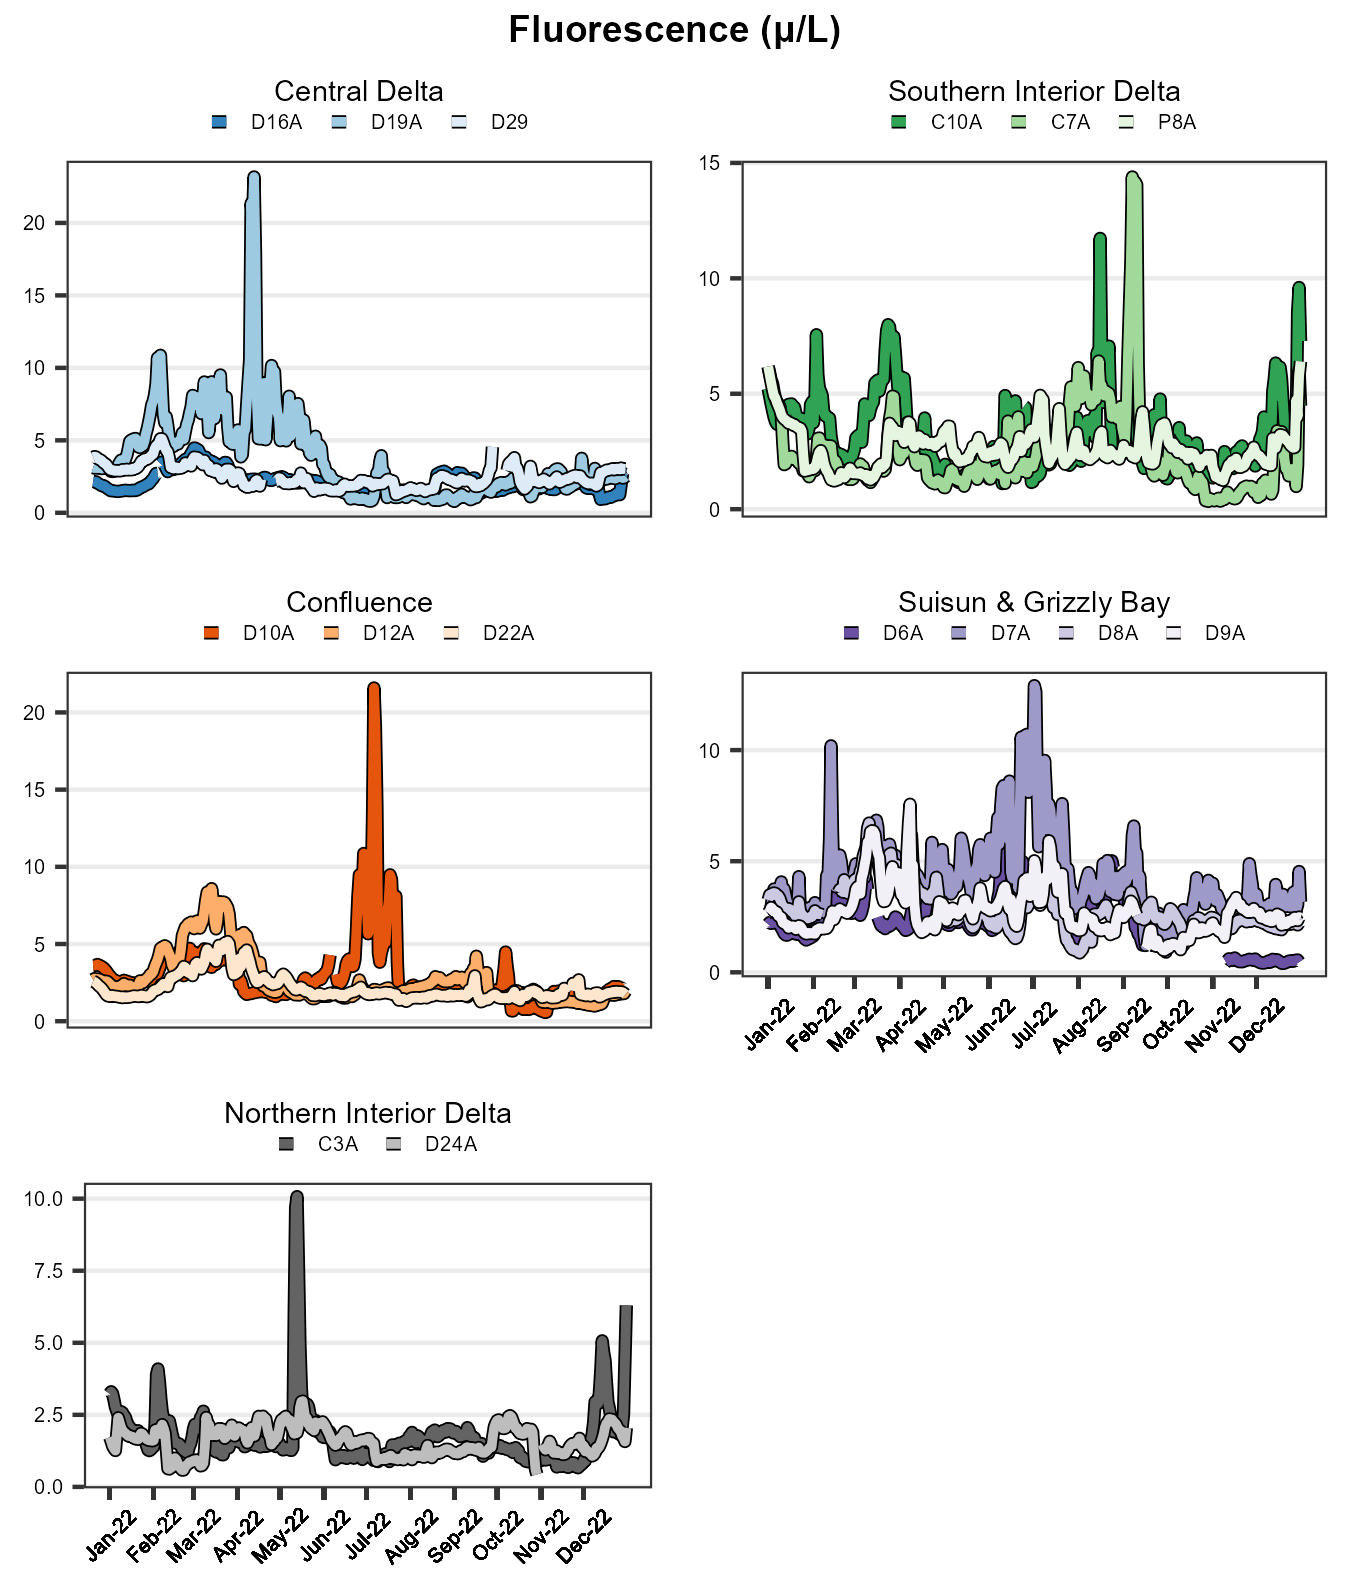 Fluorescence (µ/L)
Central Delta
D16A D19A D29
20
15
10
5
0
Southern Interior Delta
C10A C7A P8A
15
10
5
0
Confluence
D10A D12A D22A
20
15
10
5
0
Suisun & Grizzly Bay
D6A D7A D8A D9A
10
5
0
Jan-22 Feb-22 Mar-22 Apr-22 May-22 Jun-22 Jul-22 Aug-22 Sep-22 Oct-22 Nov-22 Dec-22
Northern Interior Delta
C3A D24A
10.0
7.5
5.0
2.5
0.0
Jan-22 Feb-22 Mar-22 Apr-22 May-22 Jun-22 Jul-22 Aug-22 Sep-22 Oct-22 Nov-22 Dec-22